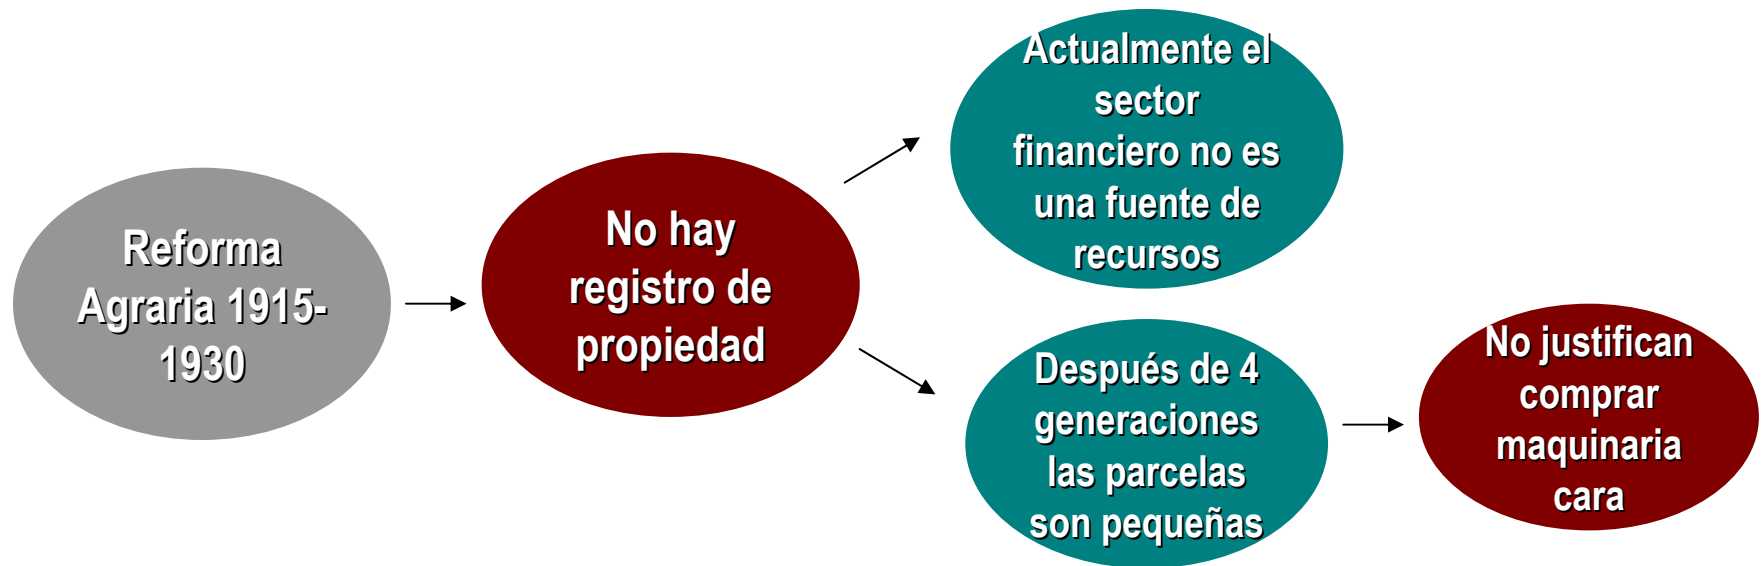 Reforma
Agraria 1915-
1930
No hay
registro de
propiedad
Actualmente el
sector
financiero no es
una fuente de
recursos
Después de 4
generaciones
las parcelas
son pequeñas
No justifican
comprar
maquinaria
cara